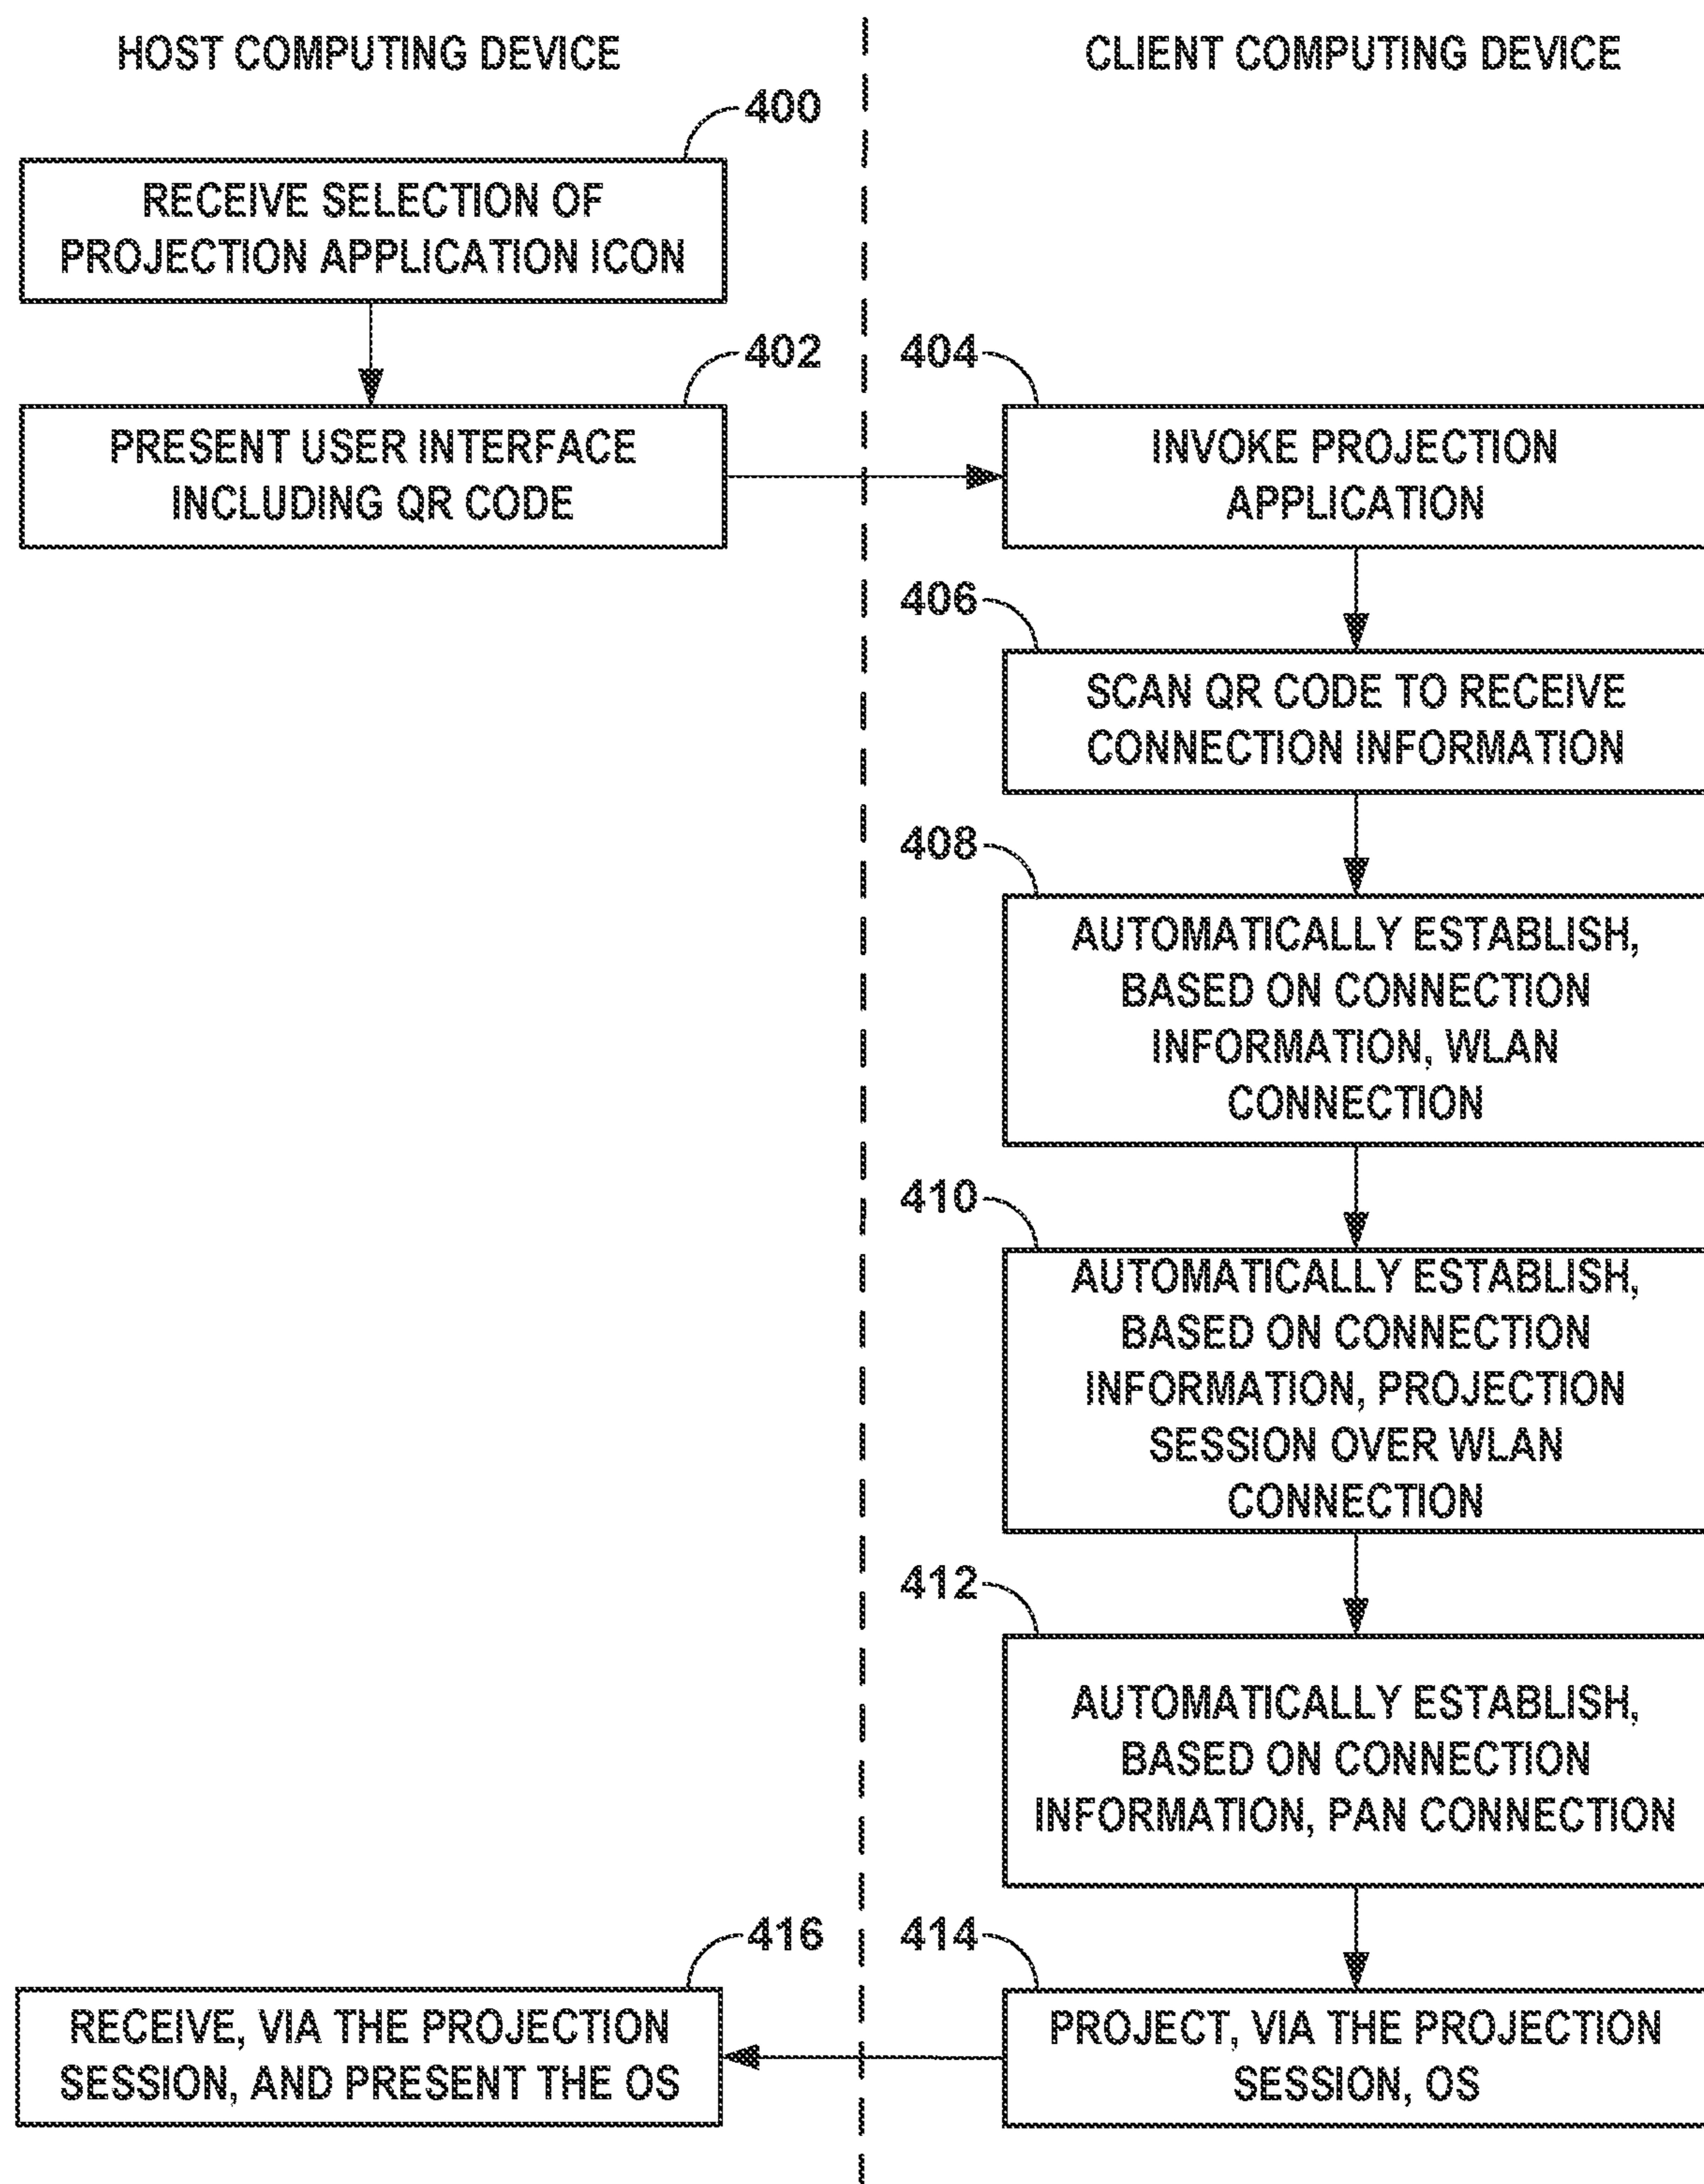 HOST COMPUTING DEVICE
CLIENT COMPUTING DEVICE
400
RECEIVE SELECTION OF
PROJECTION APPLICATION ICON
402
PRESENT USER INTERFACE
INCLUDING QR CODE
404
INVOKE PROJECTION
APPLICATION
406
SCAN QR CODE TO RECEIVE
CONNECTION INFORMATION
408
AUTOMATICALLY ESTABLISH,
BASED ON CONNECTION
INFORMATION, WLAN
CONNECTION
410
AUTOMATICALLY ESTABLISH,
BASED ON CONNECTION
INFORMATION, PROJECTION
SESSION OVER WLAN
CONNECTION
412
AUTOMATICALLY ESTABLISH,
BASED ON CONNECTION
INFORMATION, PAN CONNECTION
414
PROJECT, VIA THE PROJECTION
SESSION, OS
416
RECEIVE, VIA THE PROJECTION
SESSION, AND PRESENT THE OS